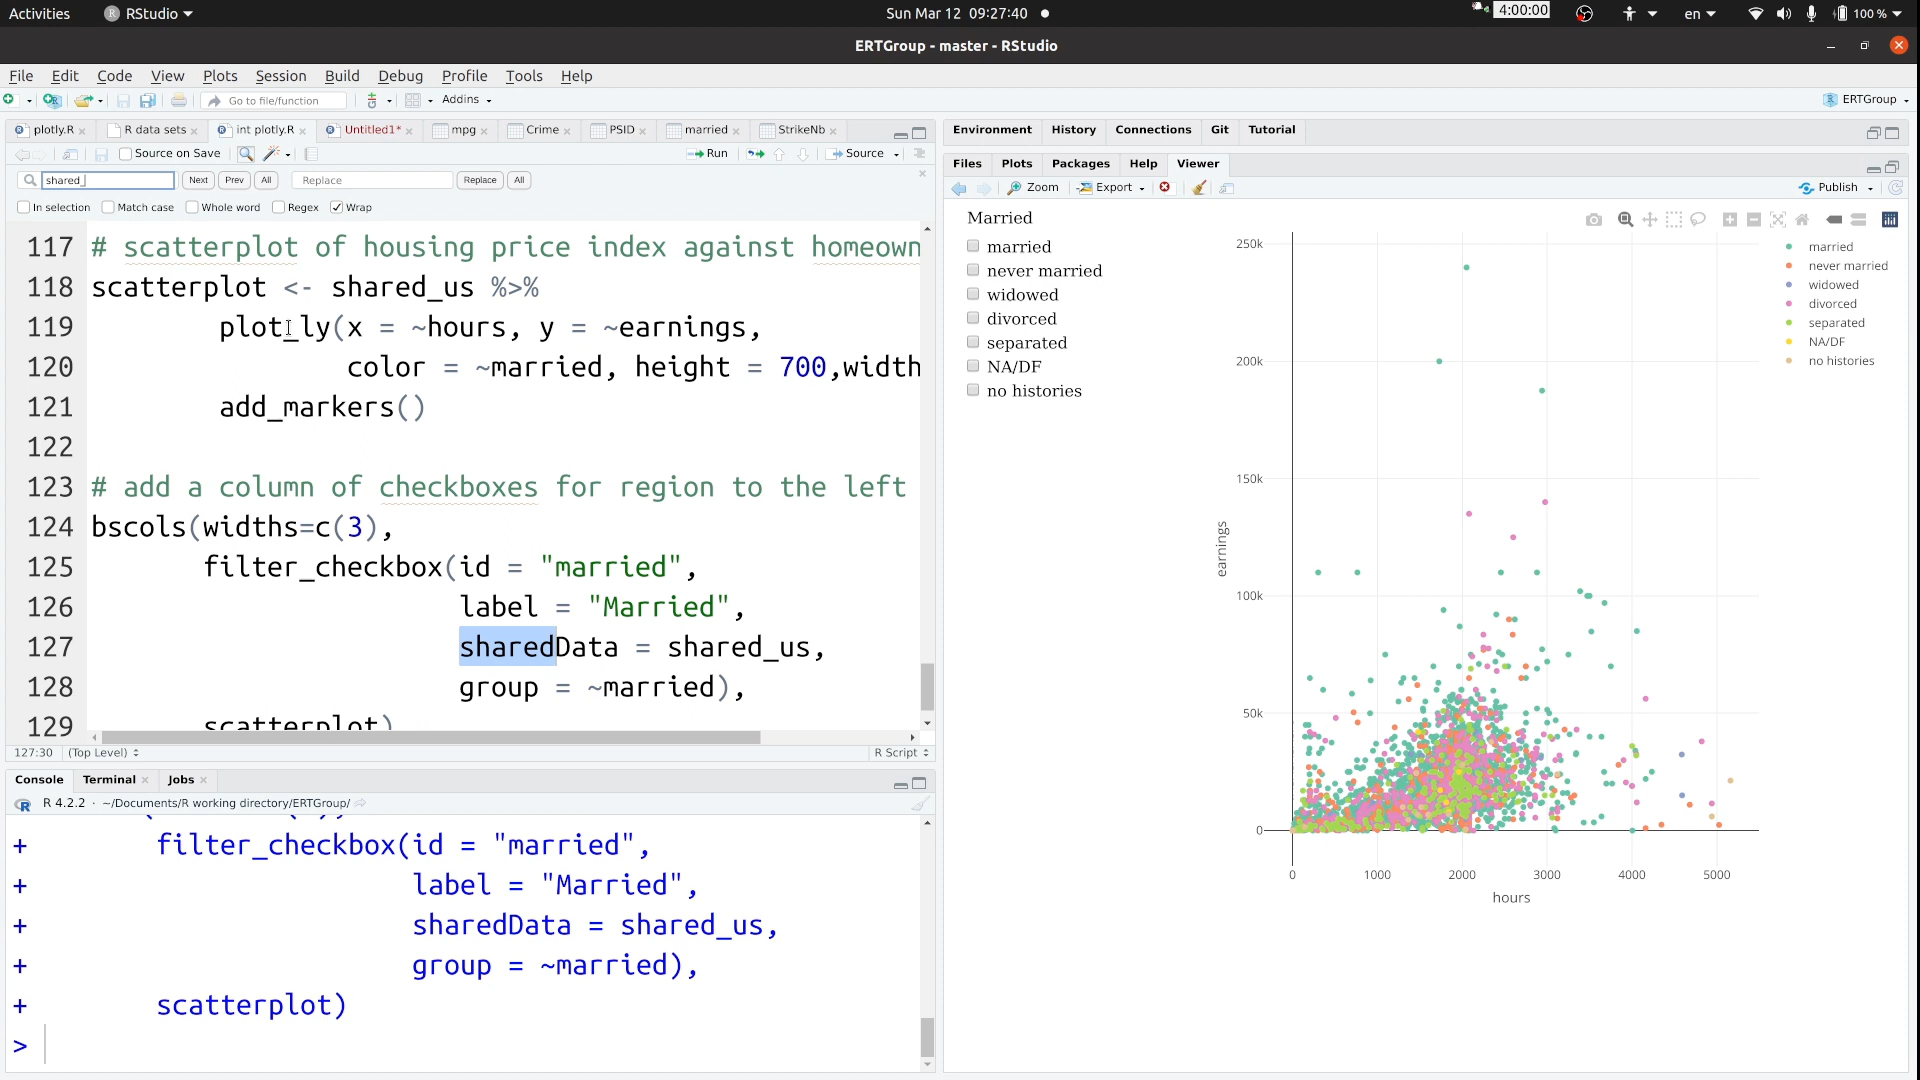 Activities RStudio Sun Mar 12 09:27:40 4:00:00 en 100 %
ERTGroup - master - RStudio
File Edit Code View Plots Session Build Debug Profile Tools Help
Go to file/function Addins ERTGroup
plotly.R R data sets int plotly.R Untitled1* mpg Crime PSID married StrikeNb
Source on Save Run Source
shared_ Next Prev All Replace Replace All
In selection Match case Whole word Regex Wrap
117 # scatterplot of housing price index against homeown
118 scatterplot <- shared_us %>%
119 plot_ly(x = ~hours, y = ~earnings,
120 color = ~married, height = 700,width
121 add_markers()
122
123 # add a column of checkboxes for region to the left
124 bscols(widths=c(3),
125 filter_checkbox(id = "married",
126 label = "Married",
127 sharedData = shared_us,
128 group = ~married),
129 scatterplot)
127:30 (Top Level) R Script
Console Terminal Jobs
R 4.2.2 · ~/Documents/R working directory/ERTGroup/
+ filter_checkbox(id = "married",
+ label = "Married",
+ sharedData = shared_us,
+ group = ~married),
+ scatterplot)
>
Environment History Connections Git Tutorial
Files Plots Packages Help Viewer
Zoom Export Publish
Married
married
never married
widowed
divorced
separated
NA/DF
no histories
250k
200k
150k
100k
50k
0
earnings
0 1000 2000 3000 4000 5000
hours
married
never married
widowed
divorced
separated
NA/DF
no histories